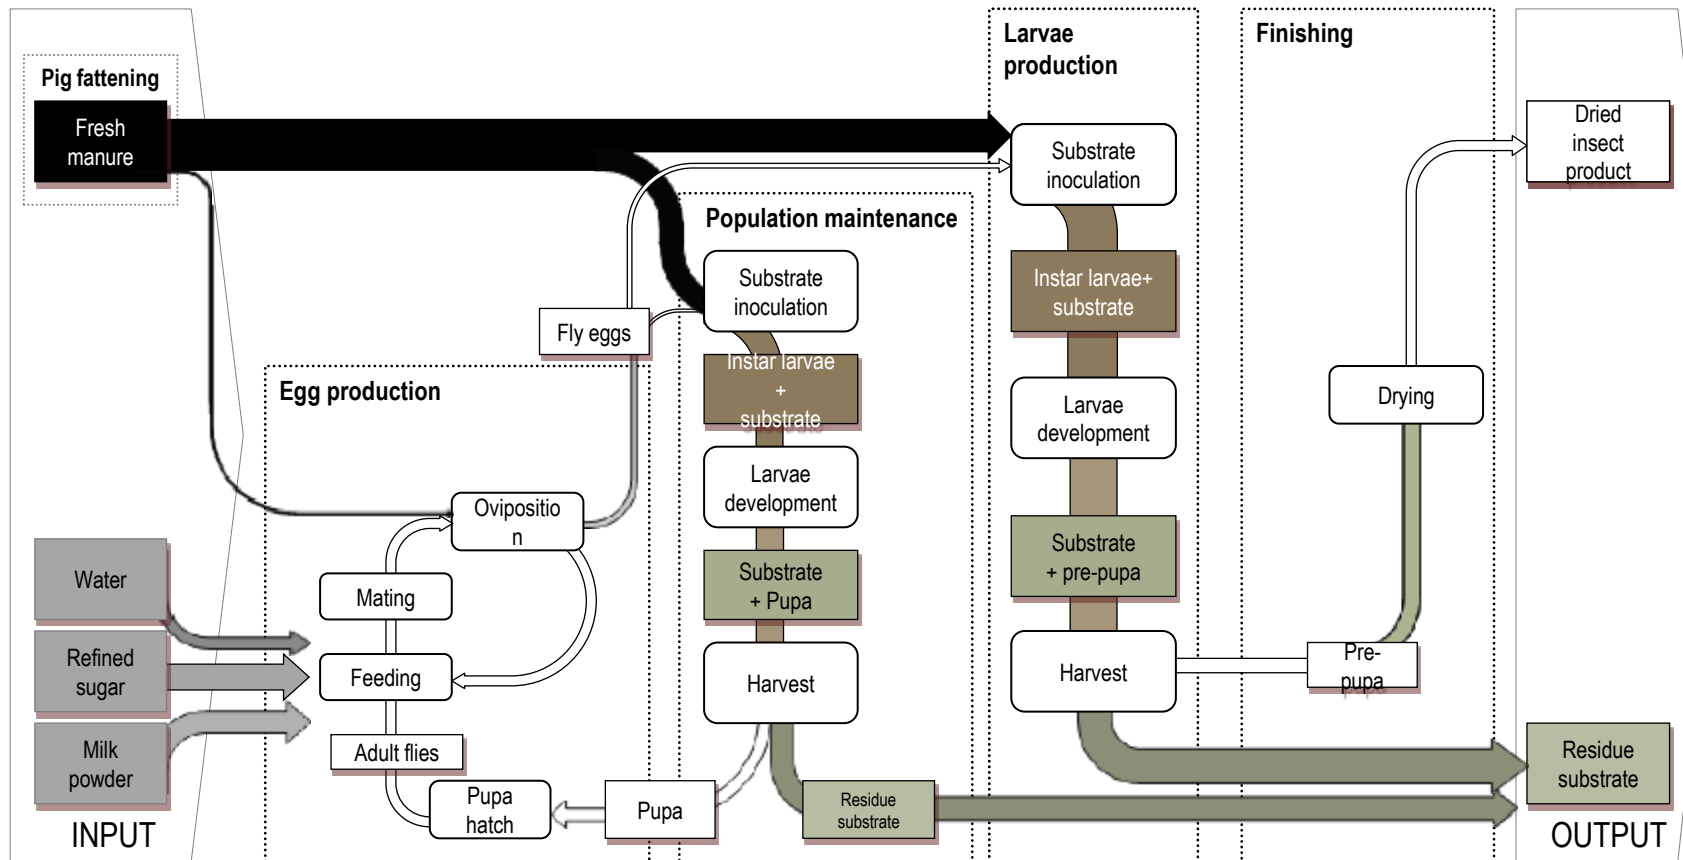 Pig fattening
Fresh
manure
Water
Refined
sugar
Milk
powder
INPUT
Egg production
Ovipositio
n
Mating
Feeding
Adult flies
Pupa
hatch
Fly eggs
Population maintenance
Substrate
inoculation
Instar larvae
+
substrate
Larvae
development
Substrate
+ Pupa
Harvest
Pupa
Residue
substrate
Larvae
production
Substrate
inoculation
Instar larvae+
substrate
Larvae
development
Substrate
+ pre-pupa
Harvest
Finishing
Drying
Pre-
pupa
Dried
insect
product
Residue
substrate
OUTPUT